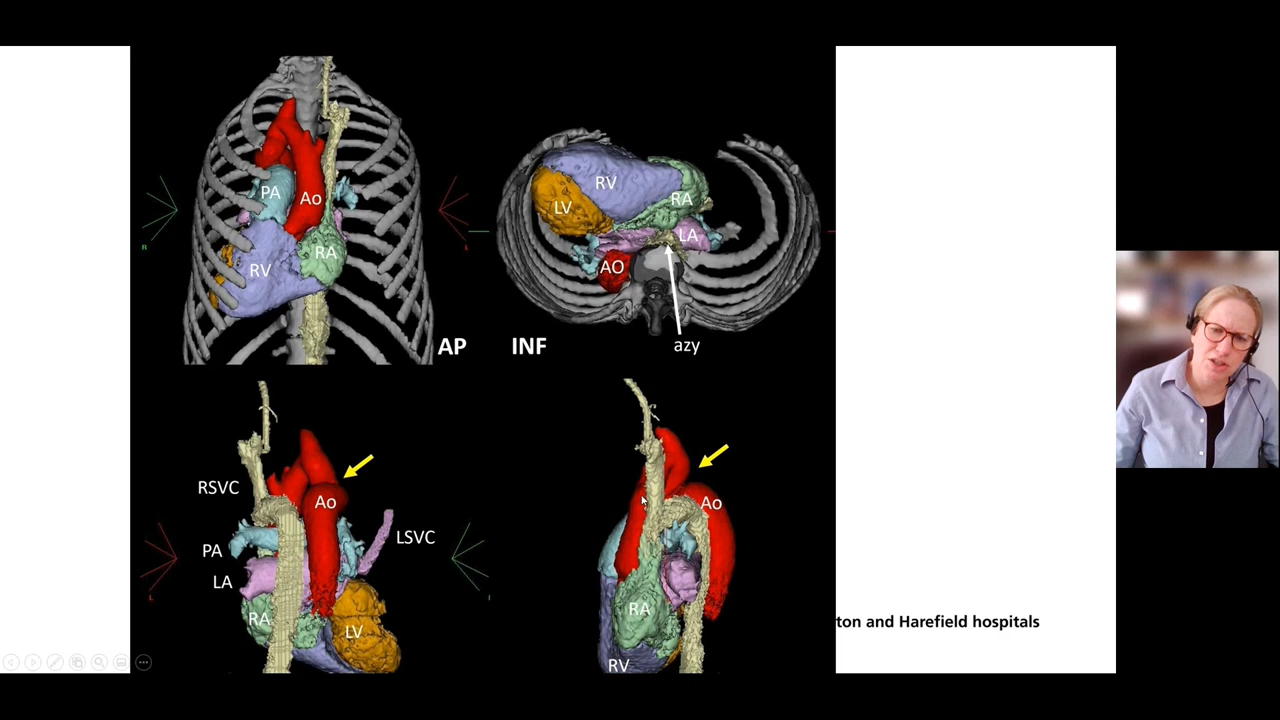 PA
Ao
RA
RV
AP
RV
RA
LV
LA
AO
INF
azy
RSVC
Ao
LSVC
PA
LA
RA
LV
Ao
RA
RV
ton and Harefield hospitals